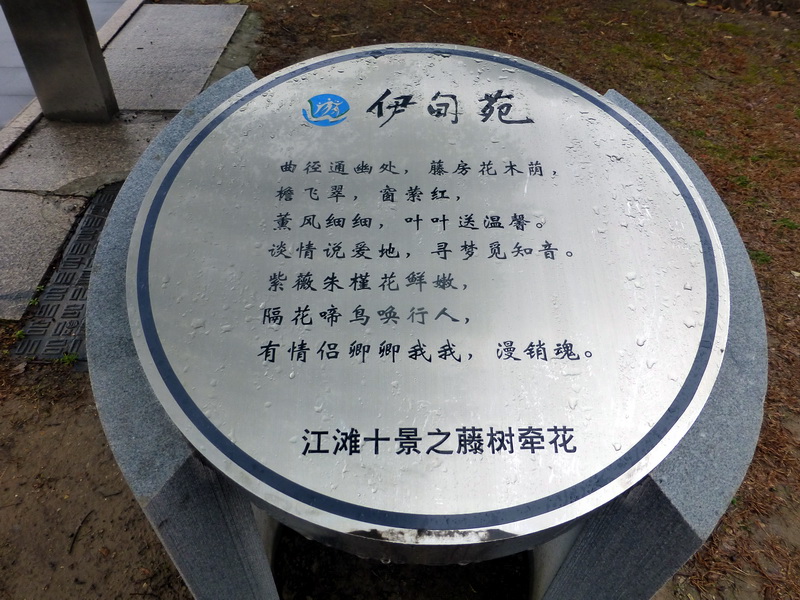 伊甸苑
曲径通幽处，藤房花木荫，
檐飞翠，窗萦红，
薰风细细，叶叶送温馨。
谈情说爱地，寻梦觅知音。
紫薇朱槿花鲜嫩，
隔花啼鸟唤行人，
有情侣卿卿我我，漫销魂。
江滩十景之藤树牵花